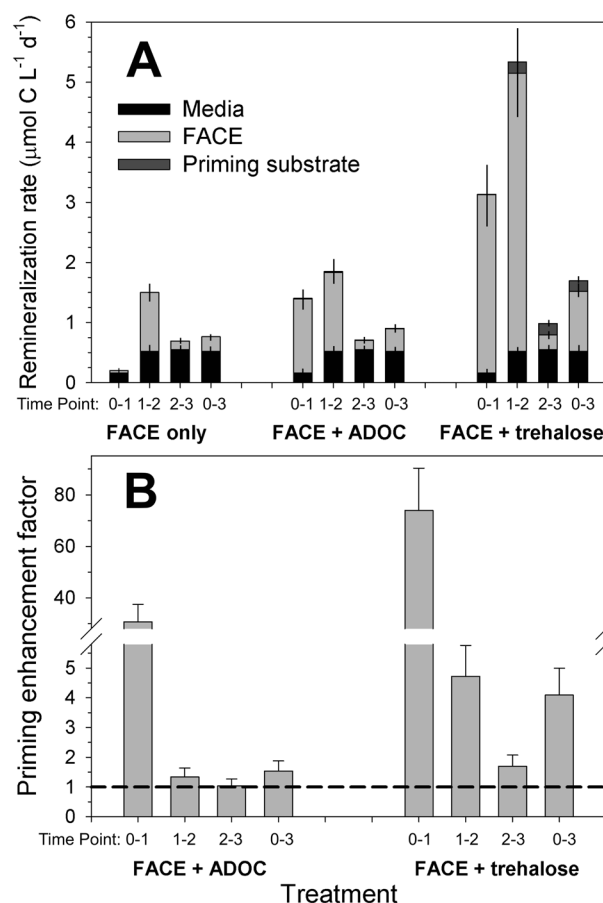 6
5
4
3
2
1
0
Remineralization rate (μmol C L⁻¹ d⁻¹)
A
Media
FACE
Priming substrate
Time Point: 0-1 1-2 2-3 0-3 0-1 1-2 2-3 0-3 0-1 1-2 2-3 0-3
FACE only FACE + ADOC FACE + trehalose
B
80
60
40
5
4
3
2
1
0
Priming enhancement factor
Time Point: 0-1 1-2 2-3 0-3 0-1 1-2 2-3 0-3
FACE + ADOC FACE + trehalose
Treatment